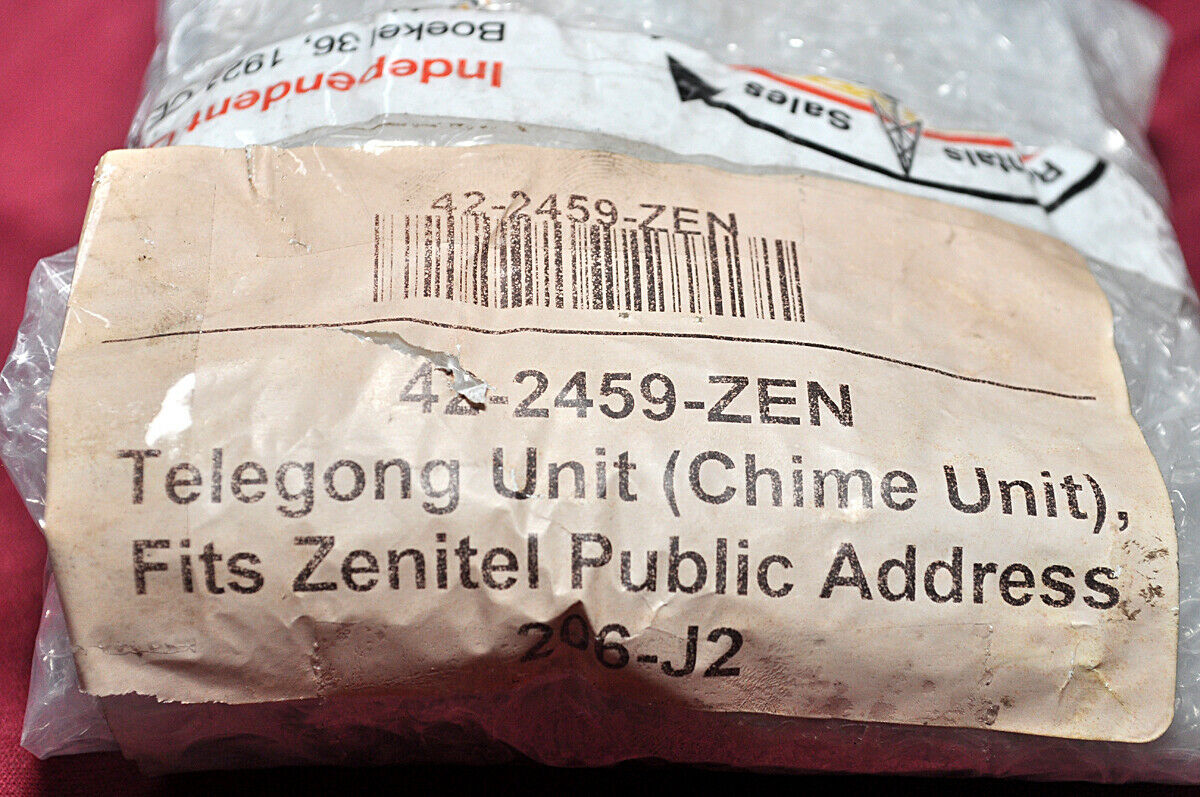 Boekel 36, 192
Independent
Sales
42-2459-ZEN
42-2459-ZEN
Telegong Unit (Chime Unit),
Fits Zenitel Public Address
206-J2